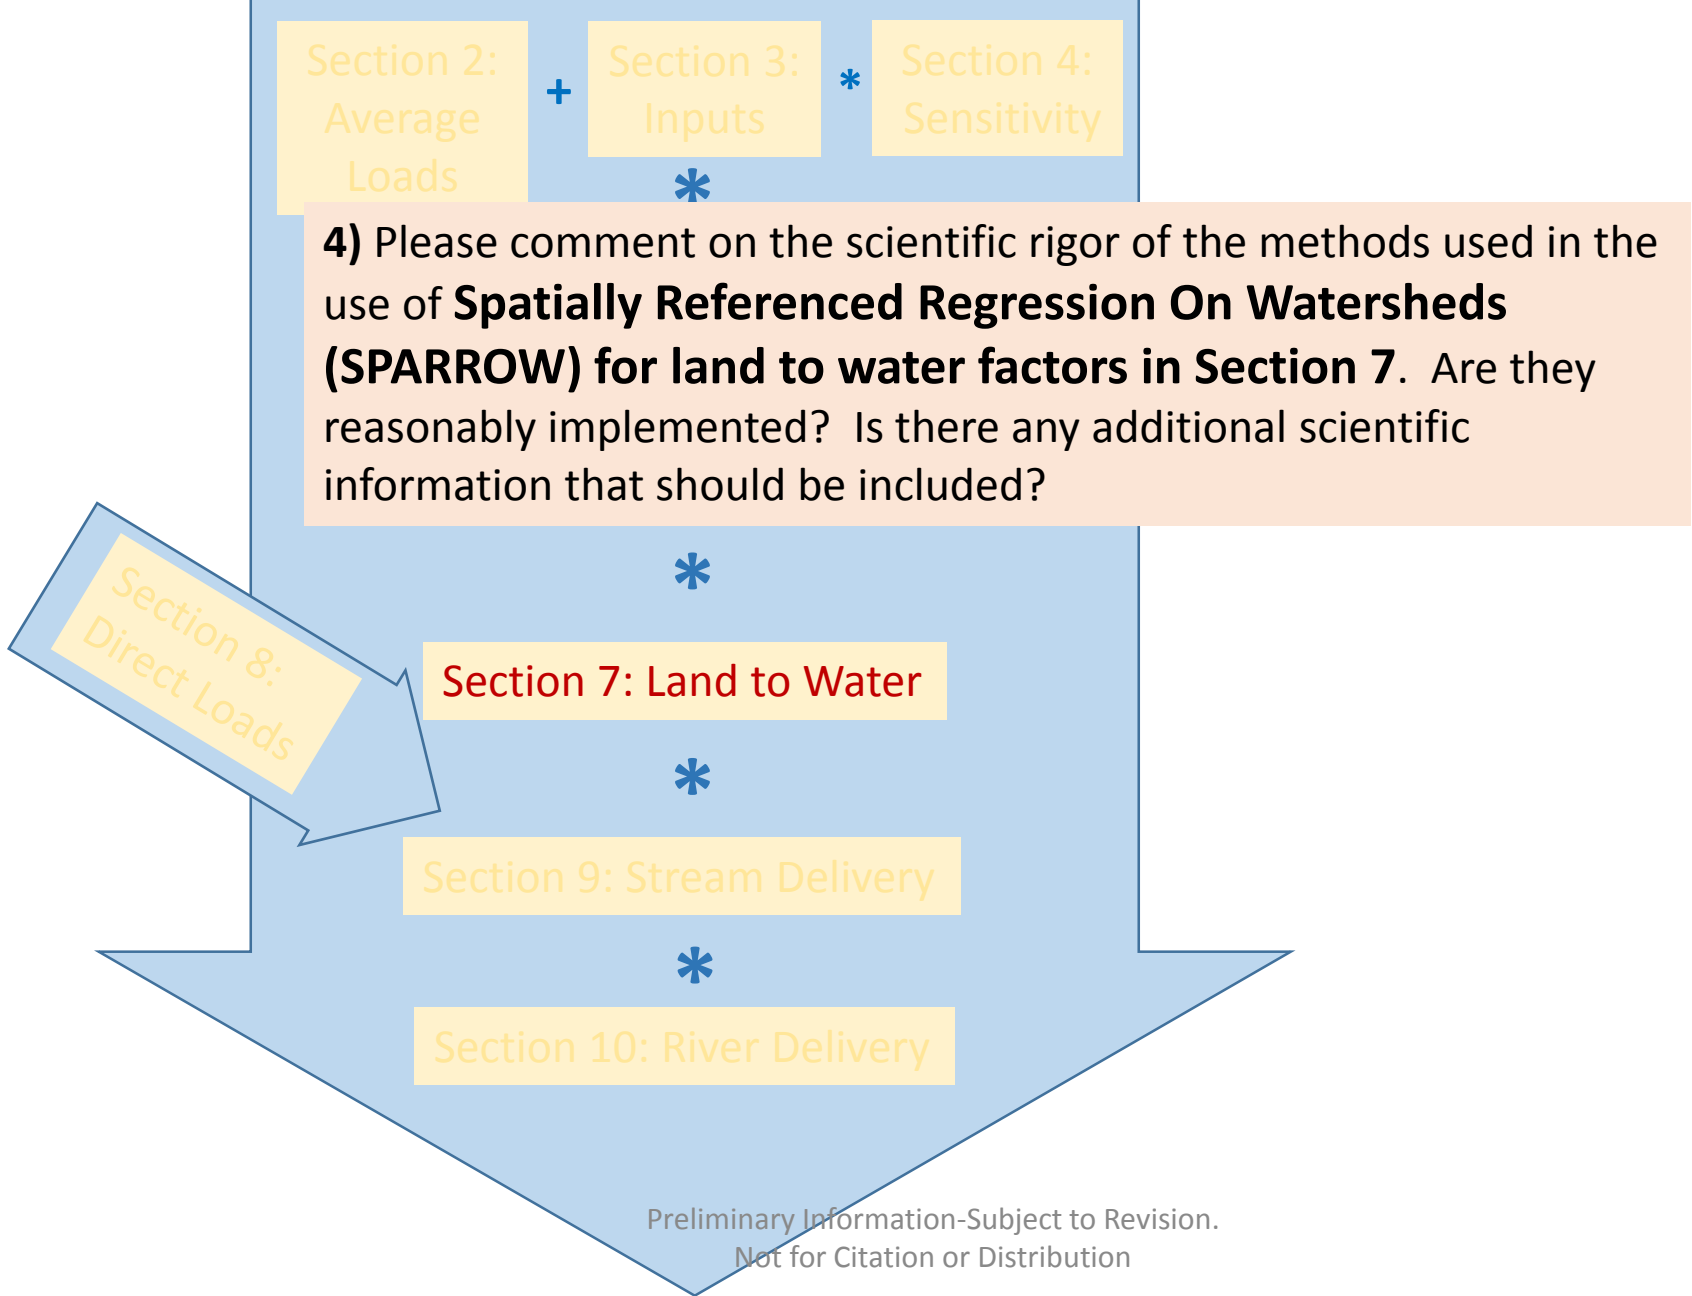 Section 2:
Average
Loads
+
Section 3:
Inputs
*
Section 4:
Sensitivity
*
4) Please comment on the scientific rigor of the methods used in the
use of Spatially Referenced Regression On Watersheds
(SPARROW) for land to water factors in Section 7.  Are they
reasonably implemented?  Is there any additional scientific
information that should be included?
*
Section 8:
Direct Loads
Section 7: Land to Water
*
Section 9: Stream Delivery
*
Section 10: River Delivery
Preliminary Information-Subject to Revision.
Not for Citation or Distribution